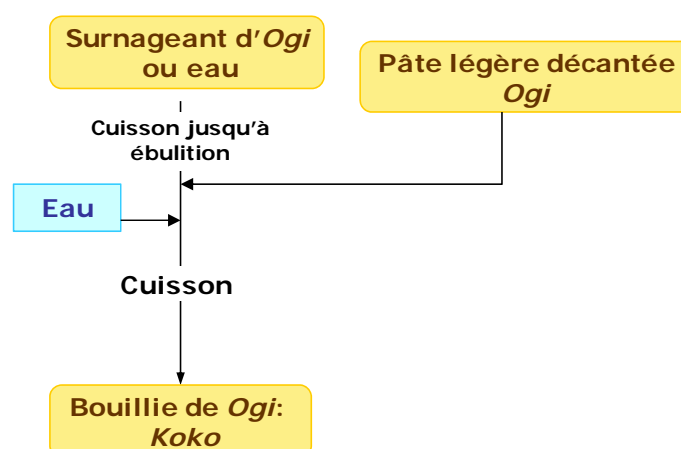 Surnageant d'Ogi
ou eau
Pâte légère décantée
Ogi
Cuisson jusqu'à
ébulition
Eau
Cuisson
Bouillie de Ogi:
Koko